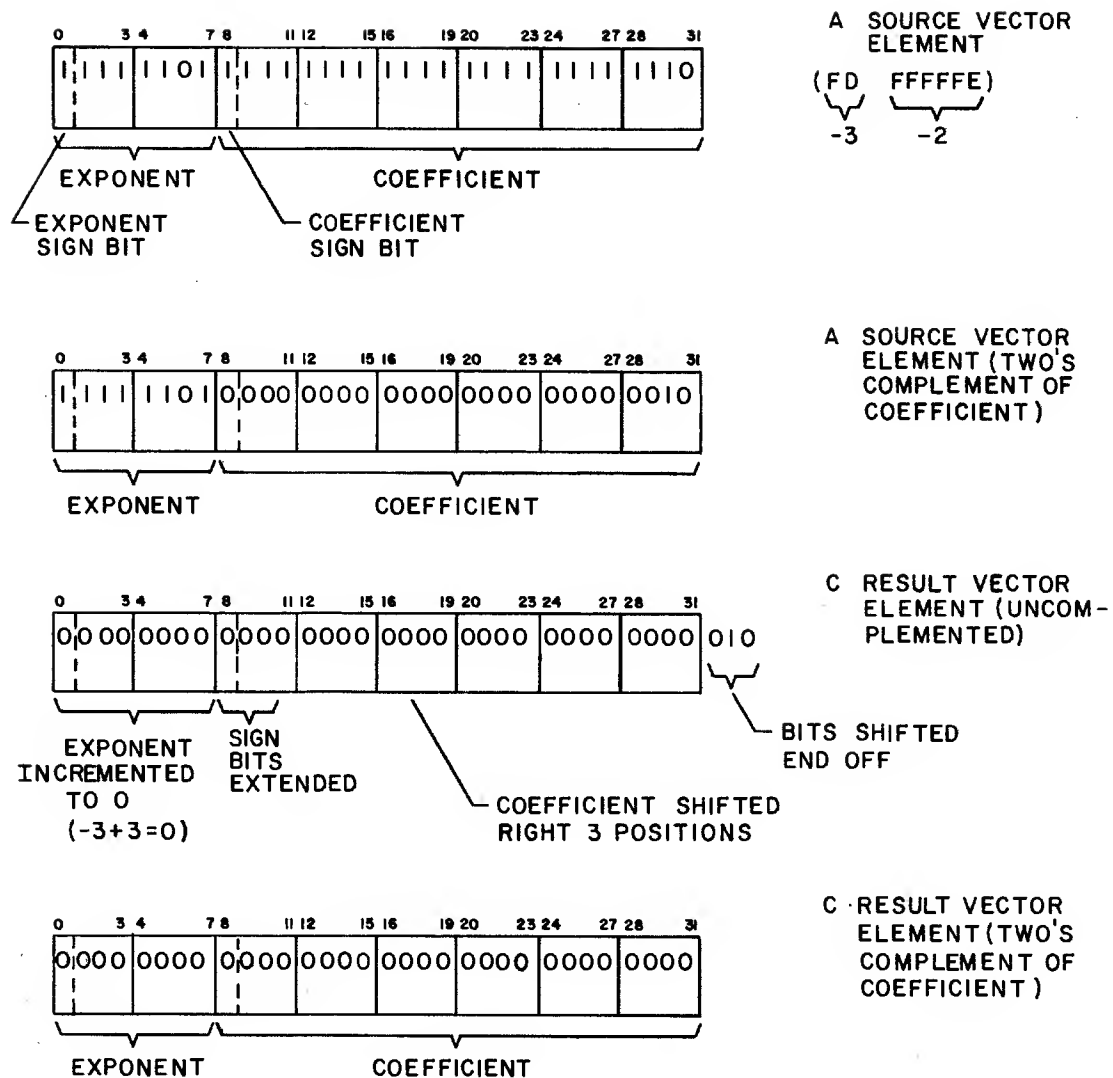 0 3 4 7 8 11 12 15 16 19 20 23 24 27 28 31
1 111 1101 1 111 1111 1111 1111 1111 1110
EXPONENT COEFFICIENT
EXPONENT
SIGN BIT
COEFFICIENT
SIGN BIT
A SOURCE VECTOR
ELEMENT
(FD FFFFFE)
-3 -2
0 3 4 7 8 11 12 15 16 19 20 23 24 27 28 31
1 111 1101 0 000 0000 0000 0000 0000 0010
EXPONENT COEFFICIENT
A SOURCE VECTOR
ELEMENT (TWO'S
COMPLEMENT OF
COEFFICIENT)
0 3 4 7 8 11 12 15 16 19 20 23 24 27 28 31
0 000 0000 0 000 0000 0000 0000 0000 0000 010
EXPONENT
INCREMENTED
TO 0
(-3+3=0)
SIGN
BITS
EXTENDED
COEFFICIENT SHIFTED
RIGHT 3 POSITIONS
BITS SHIFTED
END OFF
C RESULT VECTOR
ELEMENT (UNCOM-
PLEMENTED)
0 3 4 7 8 11 12 15 16 19 20 23 24 27 28 31
0 000 0000 0 000 0000 0000 0000 0000 0000
EXPONENT COEFFICIENT
C RESULT VECTOR
ELEMENT (TWO'S
COMPLEMENT OF
COEFFICIENT)